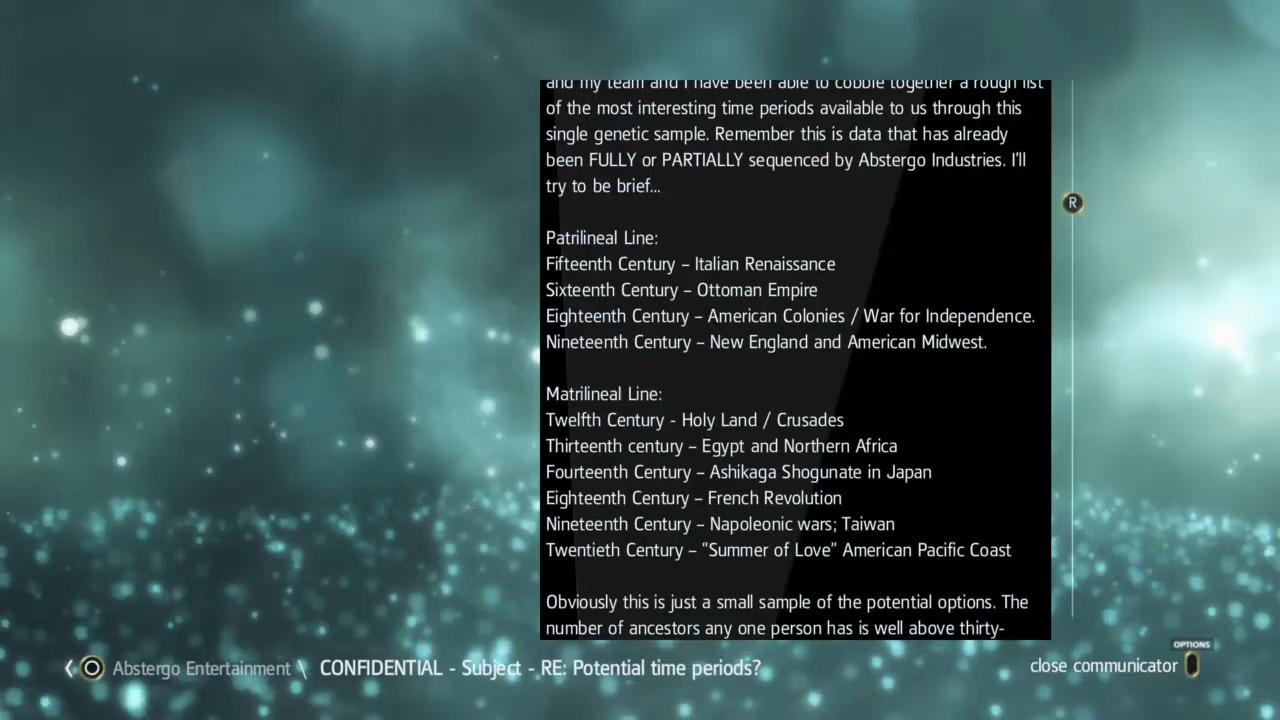 and my team and I have been able to cobble together a rough list
of the most interesting time periods available to us through this
single genetic sample. Remember this is data that has already
been FULLY or PARTIALLY sequenced by Abstergo Industries. I'll
try to be brief...
Patrilineal Line:
Fifteenth Century – Italian Renaissance
Sixteenth Century – Ottoman Empire
Eighteenth Century – American Colonies / War for Independence.
Nineteenth Century – New England and American Midwest.
Matrilineal Line:
Twelfth Century - Holy Land / Crusades
Thirteenth century – Egypt and Northern Africa
Fourteenth Century – Ashikaga Shogunate in Japan
Eighteenth Century – French Revolution
Nineteenth Century – Napoleonic wars; Taiwan
Twentieth Century – “Summer of Love” American Pacific Coast
Obviously this is just a small sample of the potential options. The
number of ancestors any one person has is well above thirty-
R
Abstergo Entertainment \ CONFIDENTIAL - Subject - RE: Potential time periods?
OPTIONS
close communicator